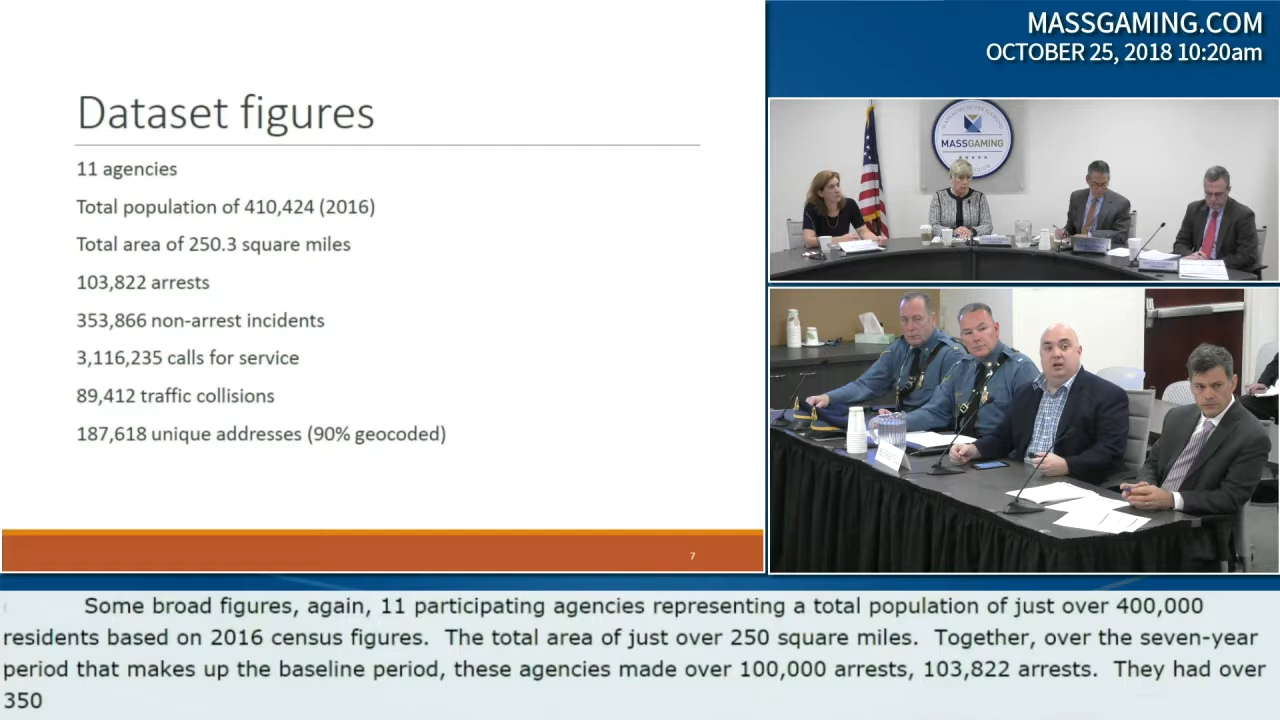 MASSGAMING.COM
OCTOBER 25, 2018 10:20am
Dataset figures
11 agencies
Total population of 410,424 (2016)
Total area of 250.3 square miles
103,822 arrests
353,866 non-arrest incidents
3,116,235 calls for service
89,412 traffic collisions
187,618 unique addresses (90% geocoded)
7
MASSGAMING
Some broad figures, again, 11 participating agencies representing a total population of just over 400,000
residents based on 2016 census figures.  The total area of just over 250 square miles.  Together, over the seven-year
period that makes up the baseline period, these agencies made over 100,000 arrests, 103,822 arrests.  They had over
350